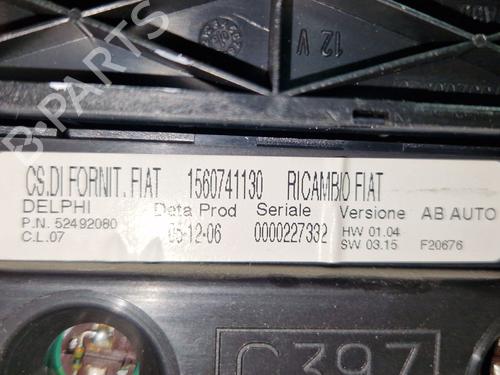 12 V
B-PARTS
CS.DI FORNIT. FIAT 1560741130 RICAMBIO FIAT
DELPHI Data Prod Seriale Versione AB AUTO
P.N. 52492080 05-12-06 0000227332 HW 01.04
C.L.07 SW 03.15 F20676
C397